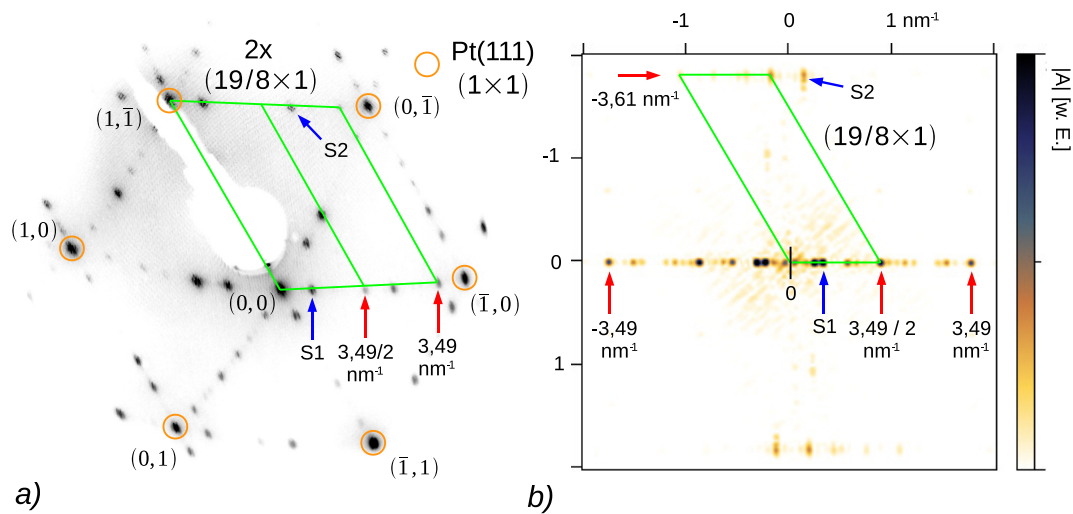 2x
(19/8×1)
Pt(111)
(1×1)
(1,1̅)
(0,1̅)
S2
(1,0)
(0,0)
(1̅,0)
S1
3,49/2
nm⁻¹
3,49
nm⁻¹
(0,1)
(1̅,1)
a)
-1
0
1 nm⁻¹
-3,61 nm⁻¹
S2
(19/8×1)
-1
0
0
1
-3,49
nm⁻¹
S1
3,49 / 2
nm⁻¹
3,49
nm⁻¹
|A| [w. E.]
b)